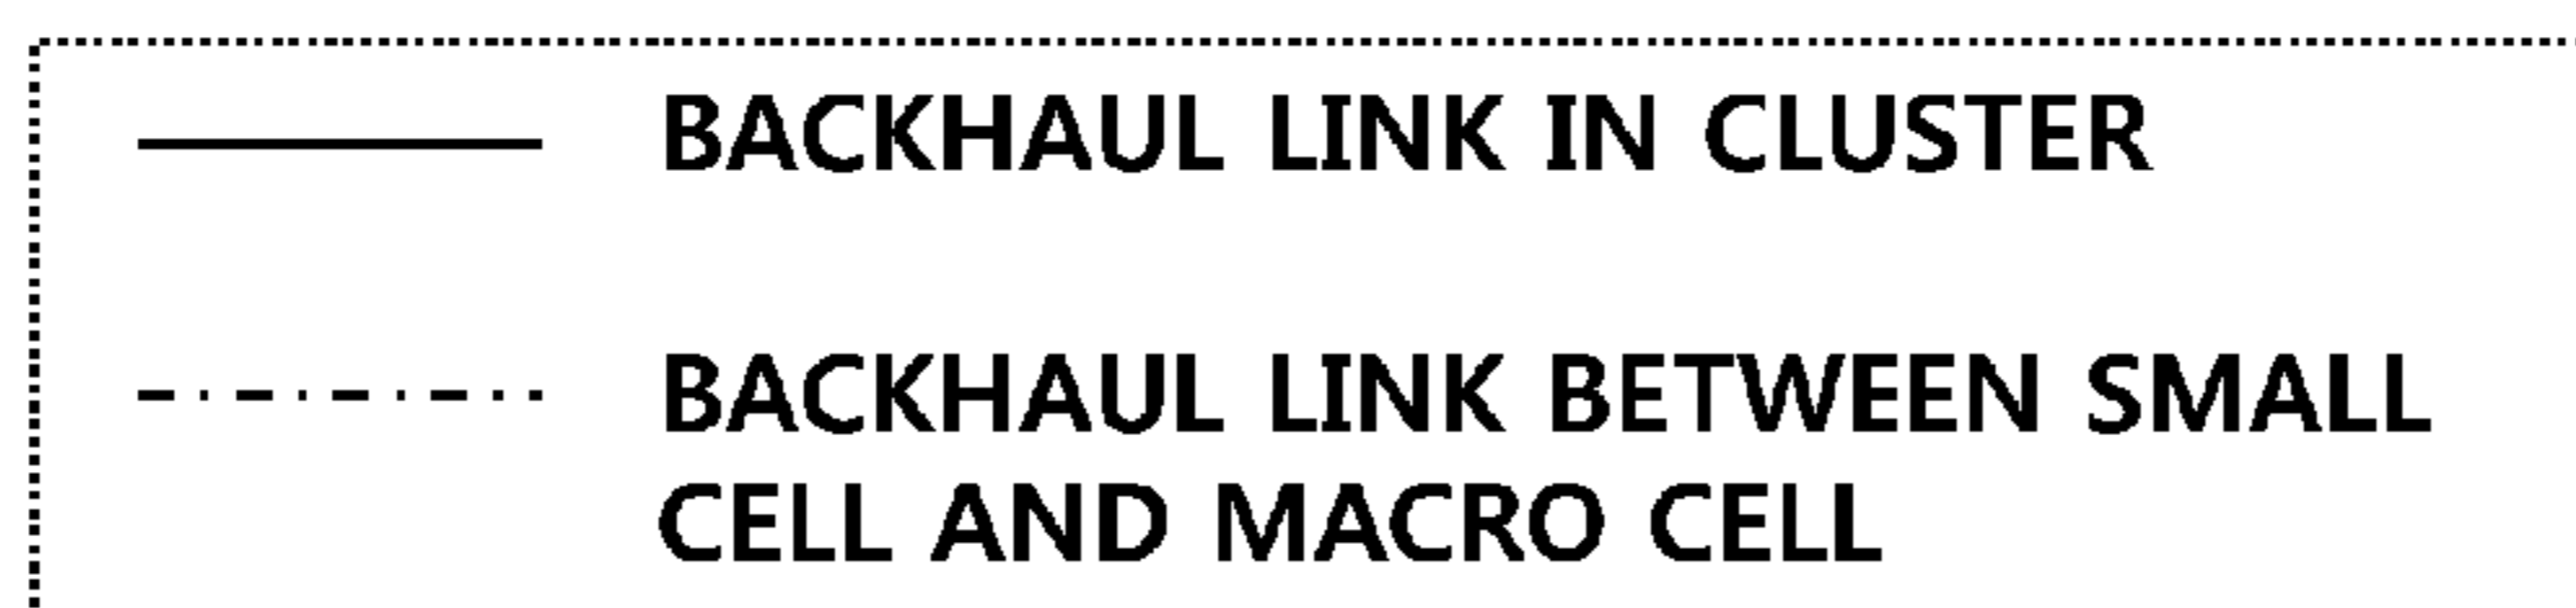 BACKHAUL LINK IN CLUSTER
BACKHAUL LINK BETWEEN SMALL
CELL AND MACRO CELL